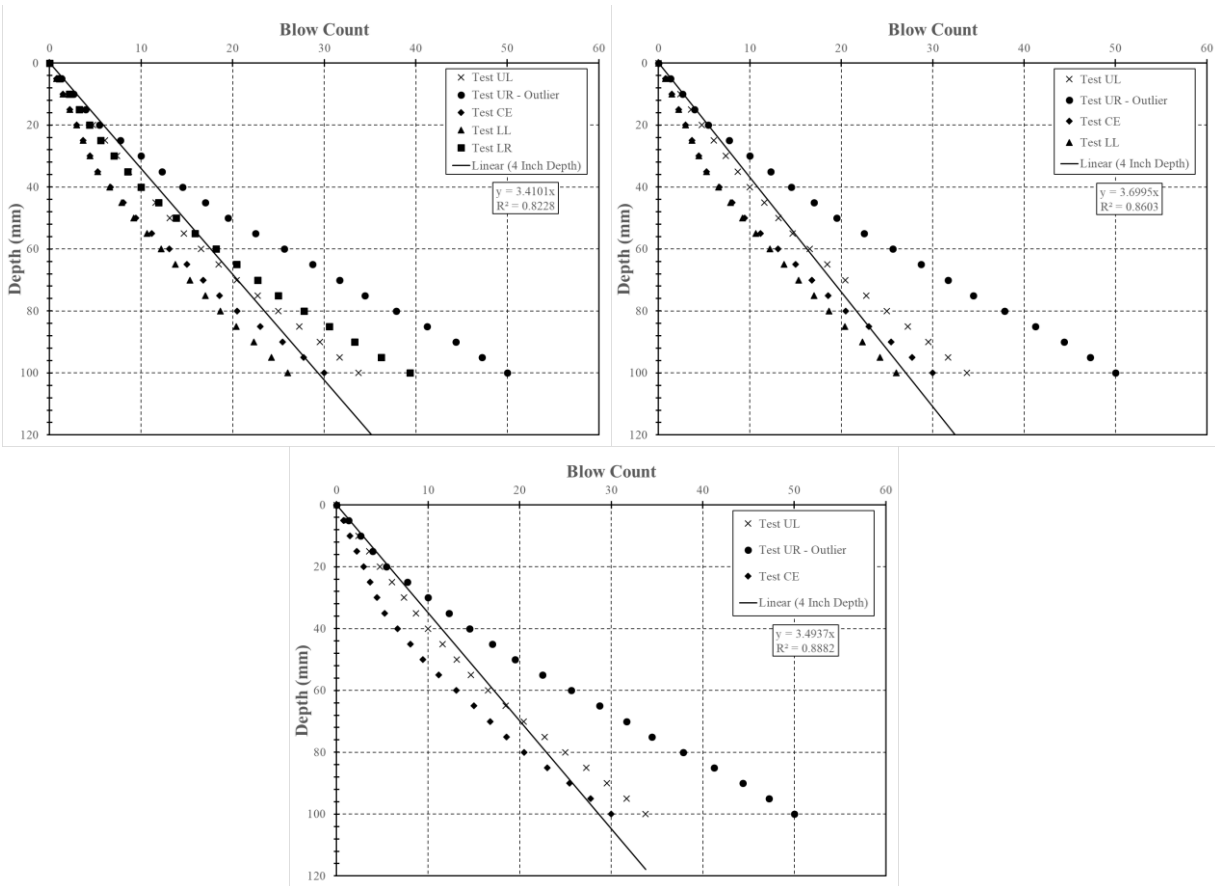 Blow Count
0 10 20 30 40 50 60
0
20
40
60
80
100
120
Depth (mm)
Test UL
Test UR - Outlier
Test CE
Test LL
Test LR
Linear (4 Inch Depth)
y = 3.4101x
R² = 0.8228
Blow Count
0 10 20 30 40 50 60
0
20
40
60
80
100
120
Depth (mm)
Test UL
Test UR - Outlier
Test CE
Test LL
Linear (4 Inch Depth)
y = 3.6995x
R² = 0.8603
Blow Count
0 10 20 30 40 50 60
0
20
40
60
80
100
120
Depth (mm)
Test UL
Test UR - Outlier
Test CE
Linear (4 Inch Depth)
y = 3.4937x
R² = 0.8882